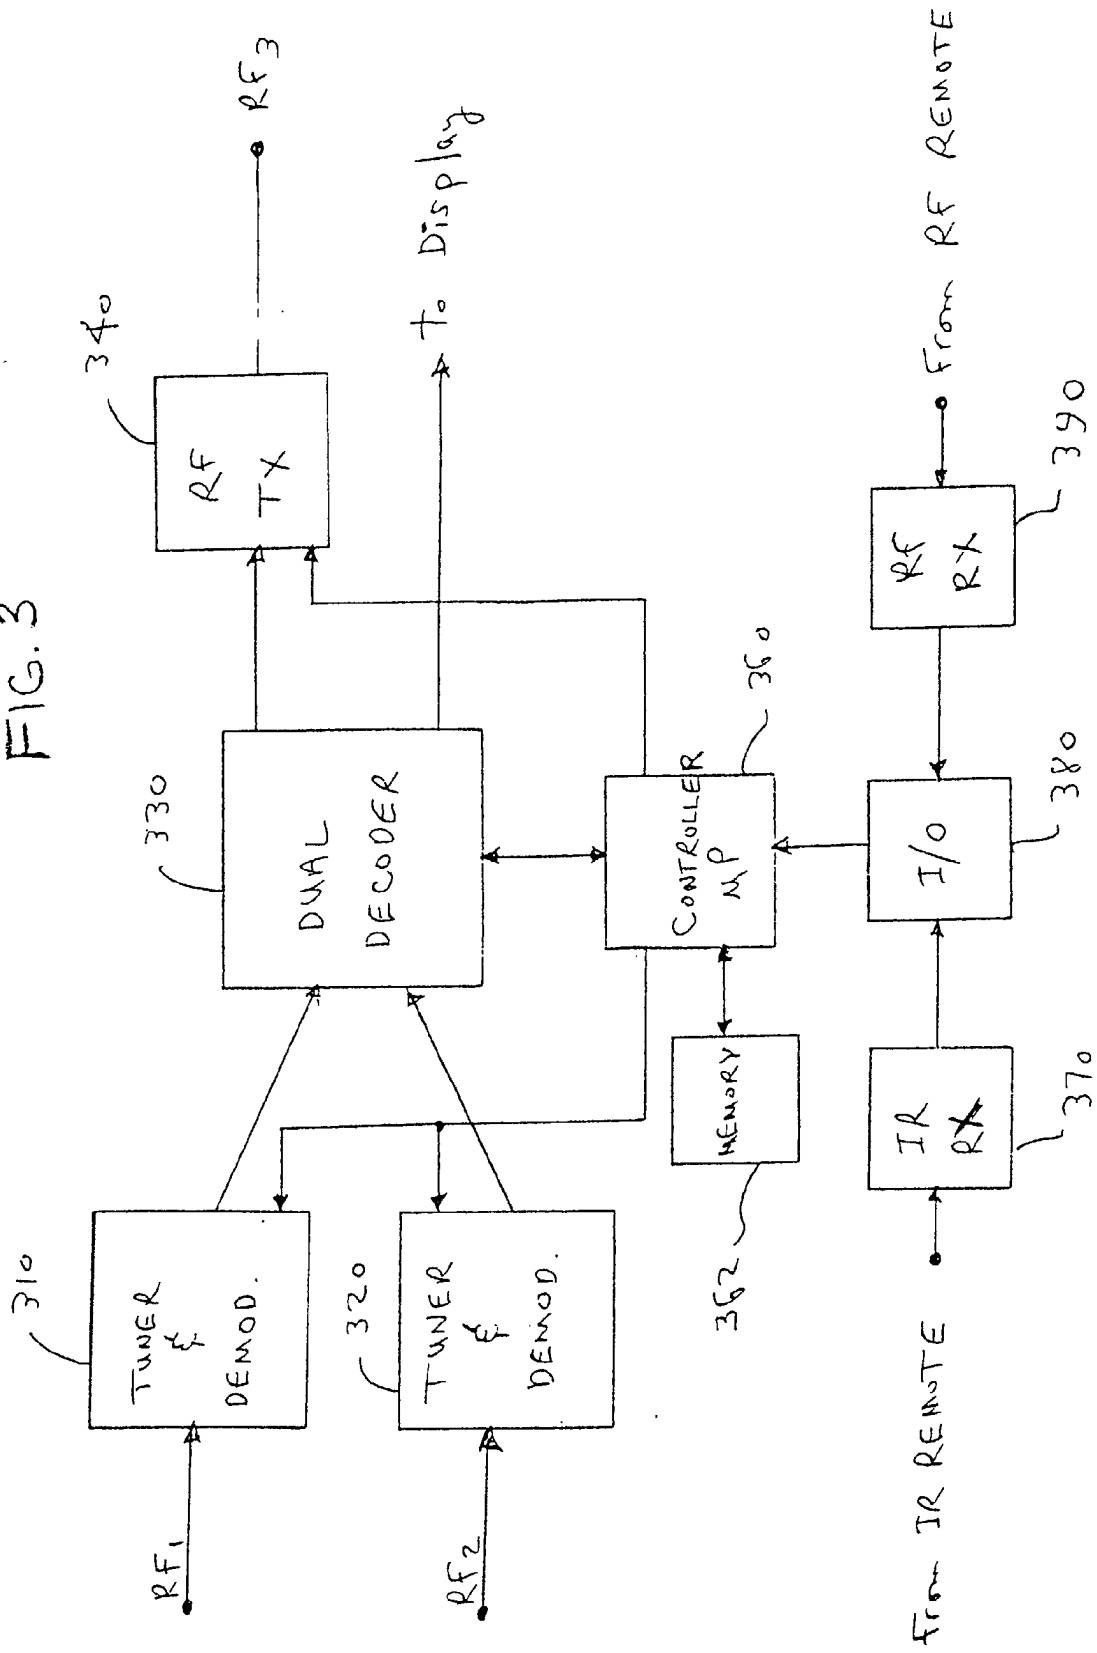 FIG. 3
310
TUNER
&
DEMOD.
RF1
320
TUNER
&
DEMOD.
RF2
330
DUAL
DECODER
340
RF
TX
RF3
to Display
360
CONTROLLER
μP
MEMORY
362
370
IR
RX
From IR REMOTE
380
I/O
390
RF
RX
From RF REMOTE